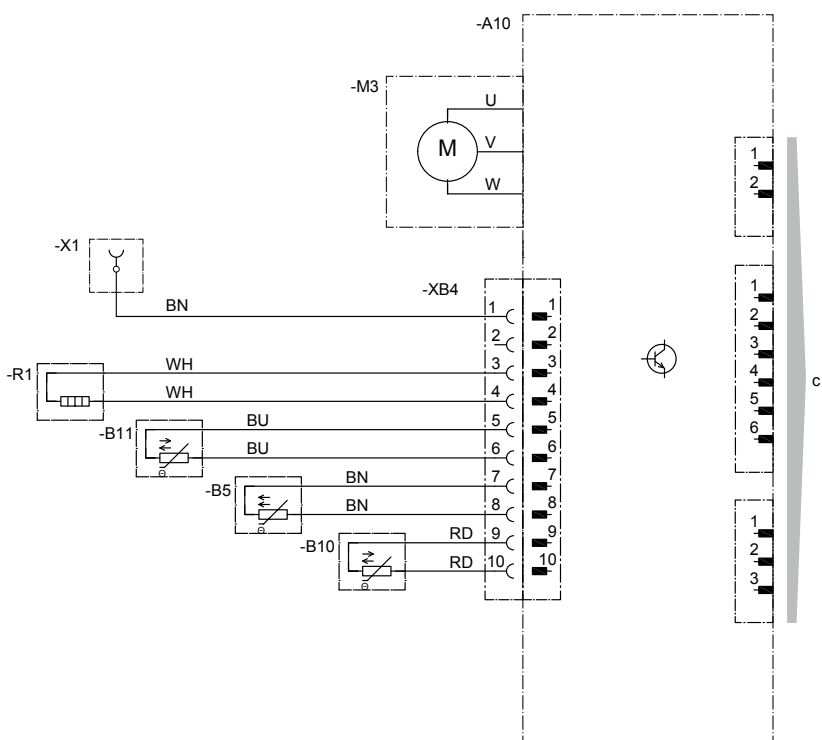 -A10
-M3
U
M
V
W
1
2
-X1
-XB4
BN
1 1
2 2
-R1
WH
3 3
WH
4 4
-B11
BU
5 5
BU
6 6
-B5
BN
7 7
BN
8 8
-B10
RD
9 9
RD
10 10
1
2
3
4
5
6
c
1
2
3